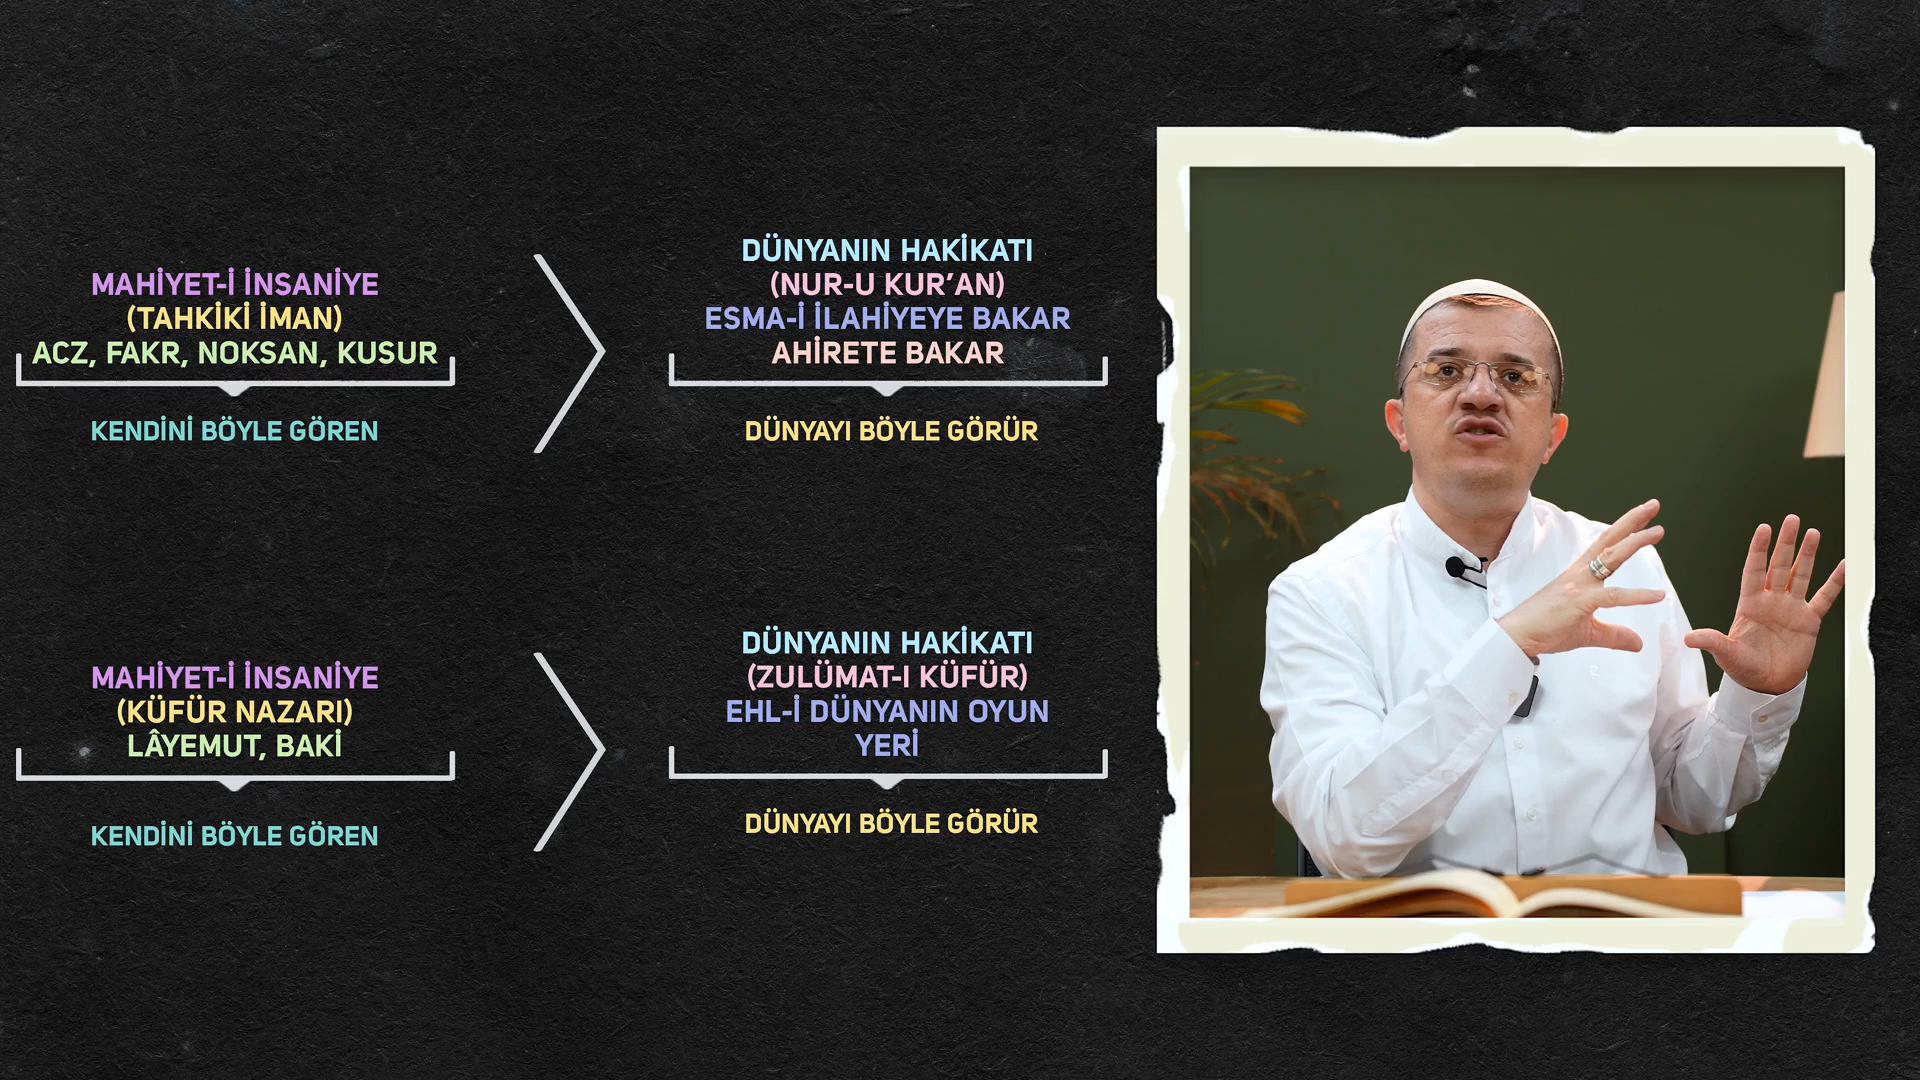 MAHİYET-İ İNSANİYE
(TAHKİKİ İMAN)
ACZ, FAKR, NOKSAN, KUSUR
KENDİNİ BÖYLE GÖREN
DÜNYANIN HAKİKATI
(NUR-U KUR’AN)
ESMA-İ İLAHİYEYE BAKAR
AHİRETE BAKAR
DÜNYAYI BÖYLE GÖRÜR
MAHİYET-İ İNSANİYE
(KÜFÜR NAZARI)
LÂYEMUT, BAKİ
KENDİNİ BÖYLE GÖREN
DÜNYANIN HAKİKATI
(ZULÜMAT-I KÜFÜR)
EHL-İ DÜNYANIN OYUN
YERİ
DÜNYAYI BÖYLE GÖRÜR